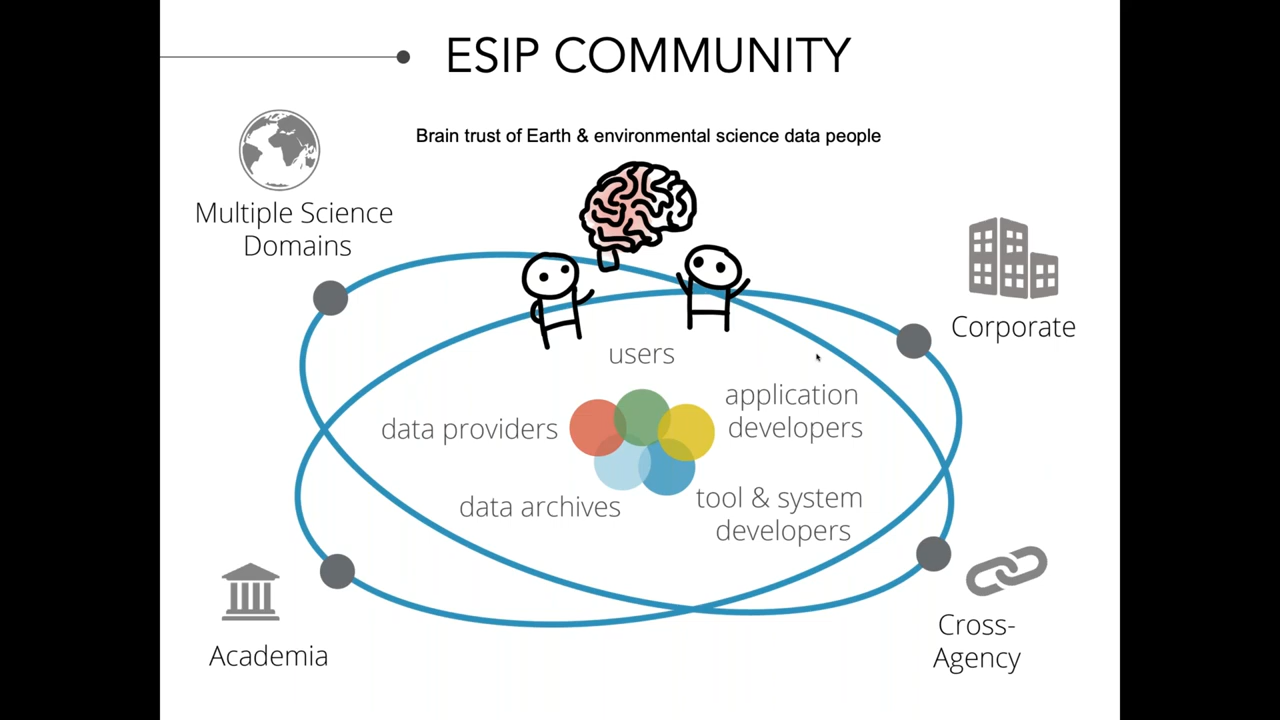 ESIP COMMUNITY
Brain trust of Earth & environmental science data people
Multiple Science
Domains
Corporate
users
application
developers
data providers
data archives
tool & system
developers
Academia
Cross-
Agency